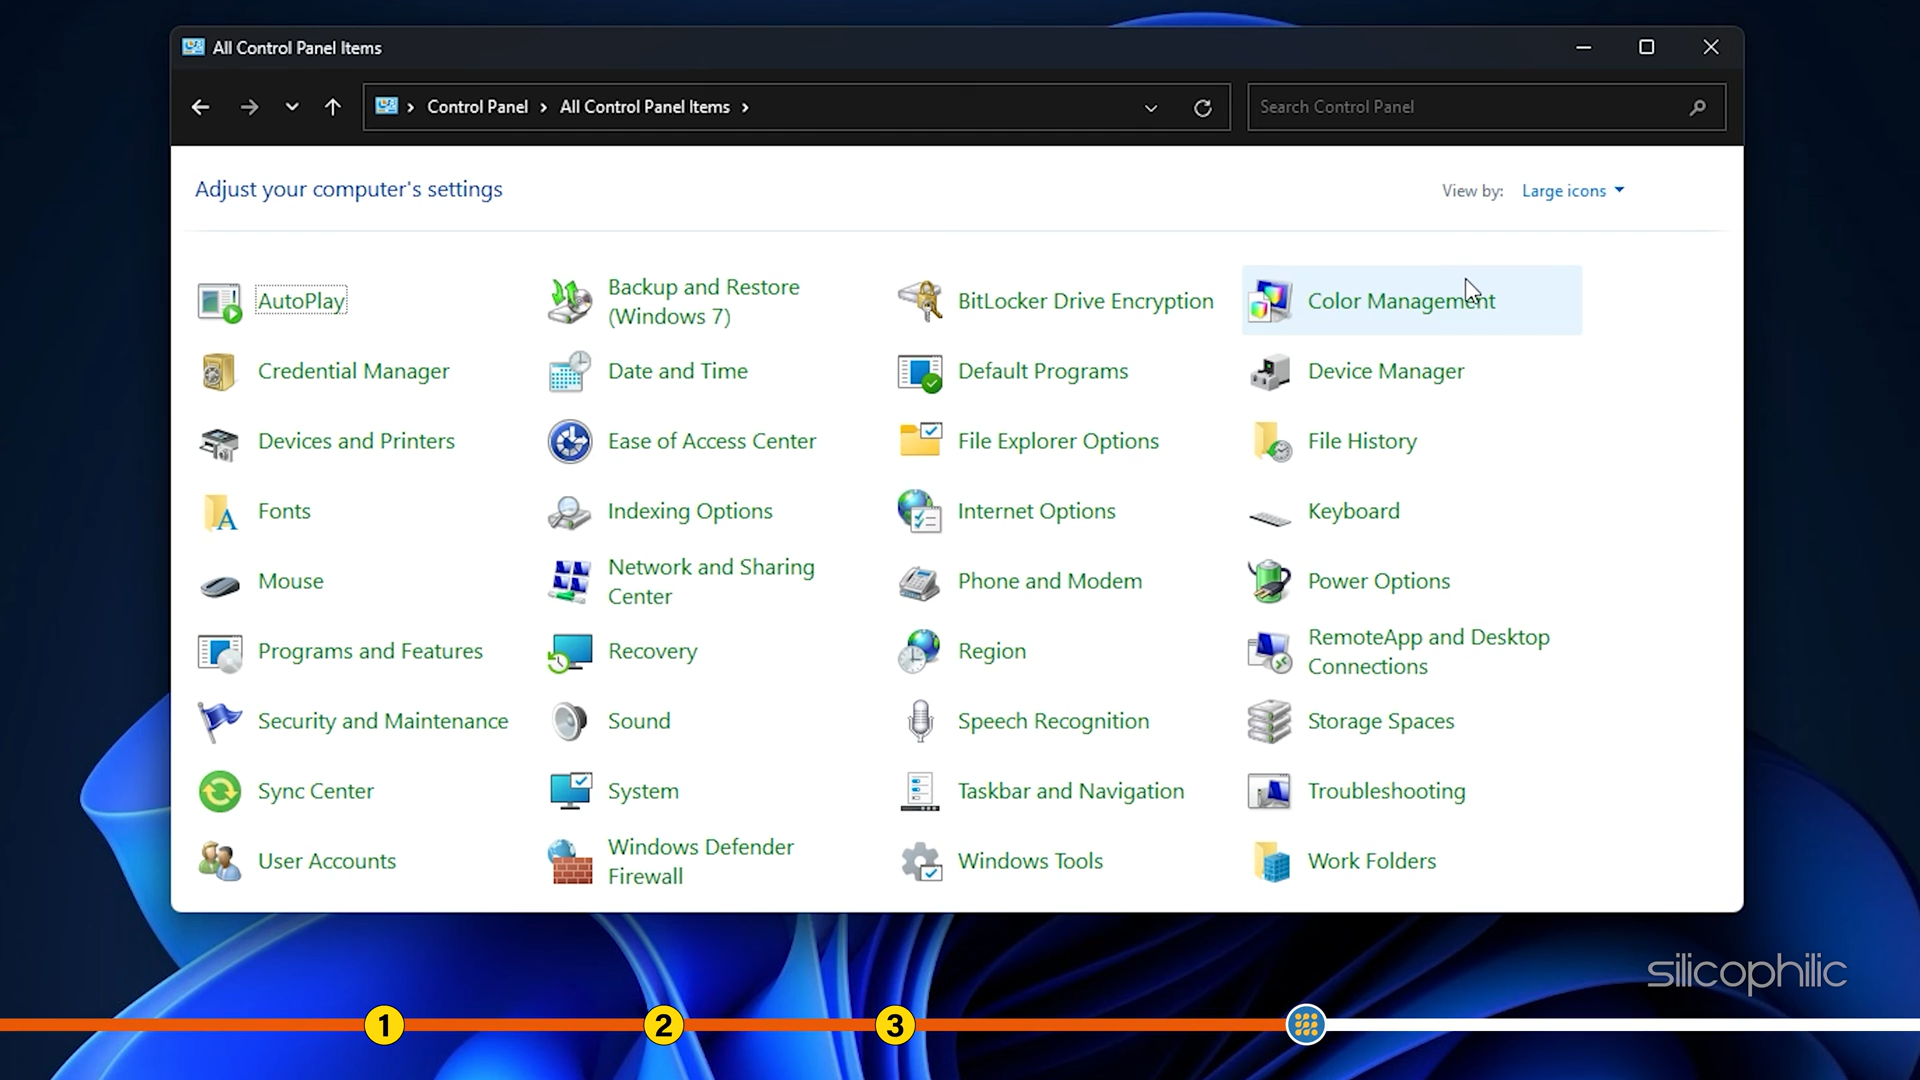 All Control Panel Items
Control Panel > All Control Panel Items >
Search Control Panel
Adjust your computer's settings
View by: Large icons
AutoPlay
Backup and Restore
(Windows 7)
BitLocker Drive Encryption
Color Management
Credential Manager
Date and Time
Default Programs
Device Manager
Devices and Printers
Ease of Access Center
File Explorer Options
File History
Fonts
Indexing Options
Internet Options
Keyboard
Mouse
Network and Sharing
Center
Phone and Modem
Power Options
Programs and Features
Recovery
Region
RemoteApp and Desktop
Connections
Security and Maintenance
Sound
Speech Recognition
Storage Spaces
Sync Center
System
Taskbar and Navigation
Troubleshooting
User Accounts
Windows Defender
Firewall
Windows Tools
Work Folders
silicophilic
1 2 3